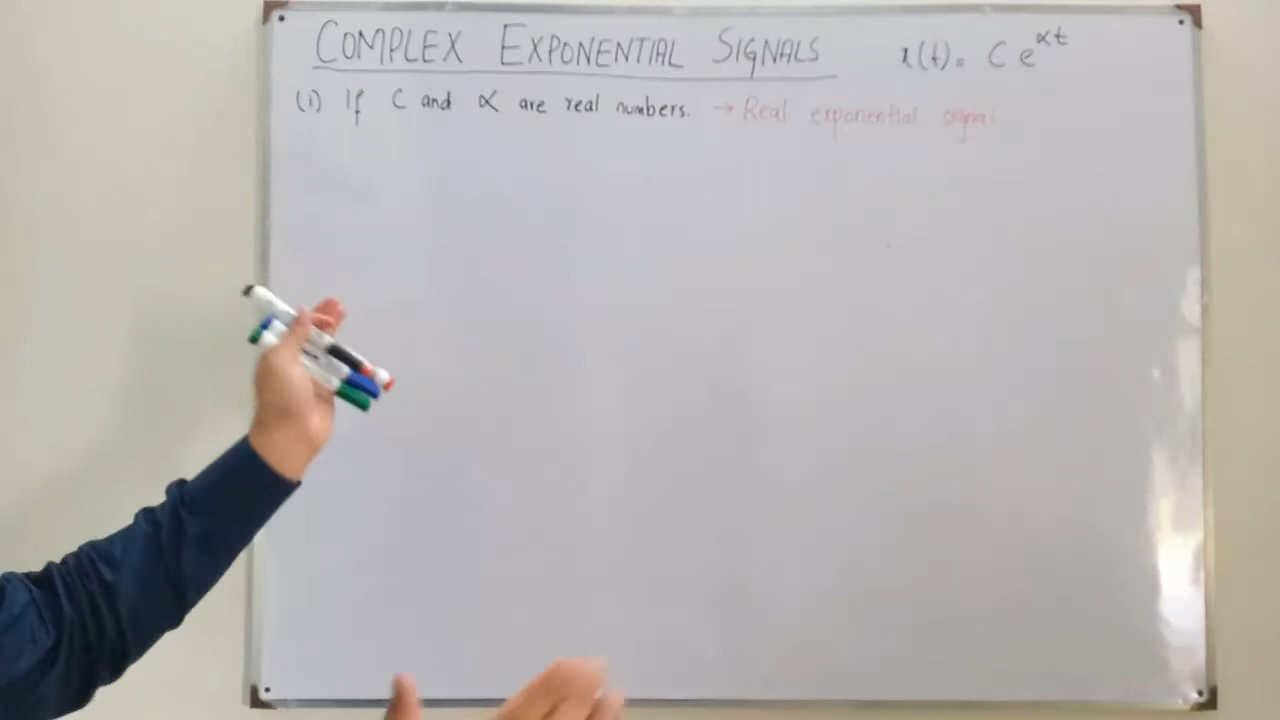 COMPLEX EXPONENTIAL SIGNALS x(t) = C e^αt
(1) If C and α are real numbers. → Real exponential signal